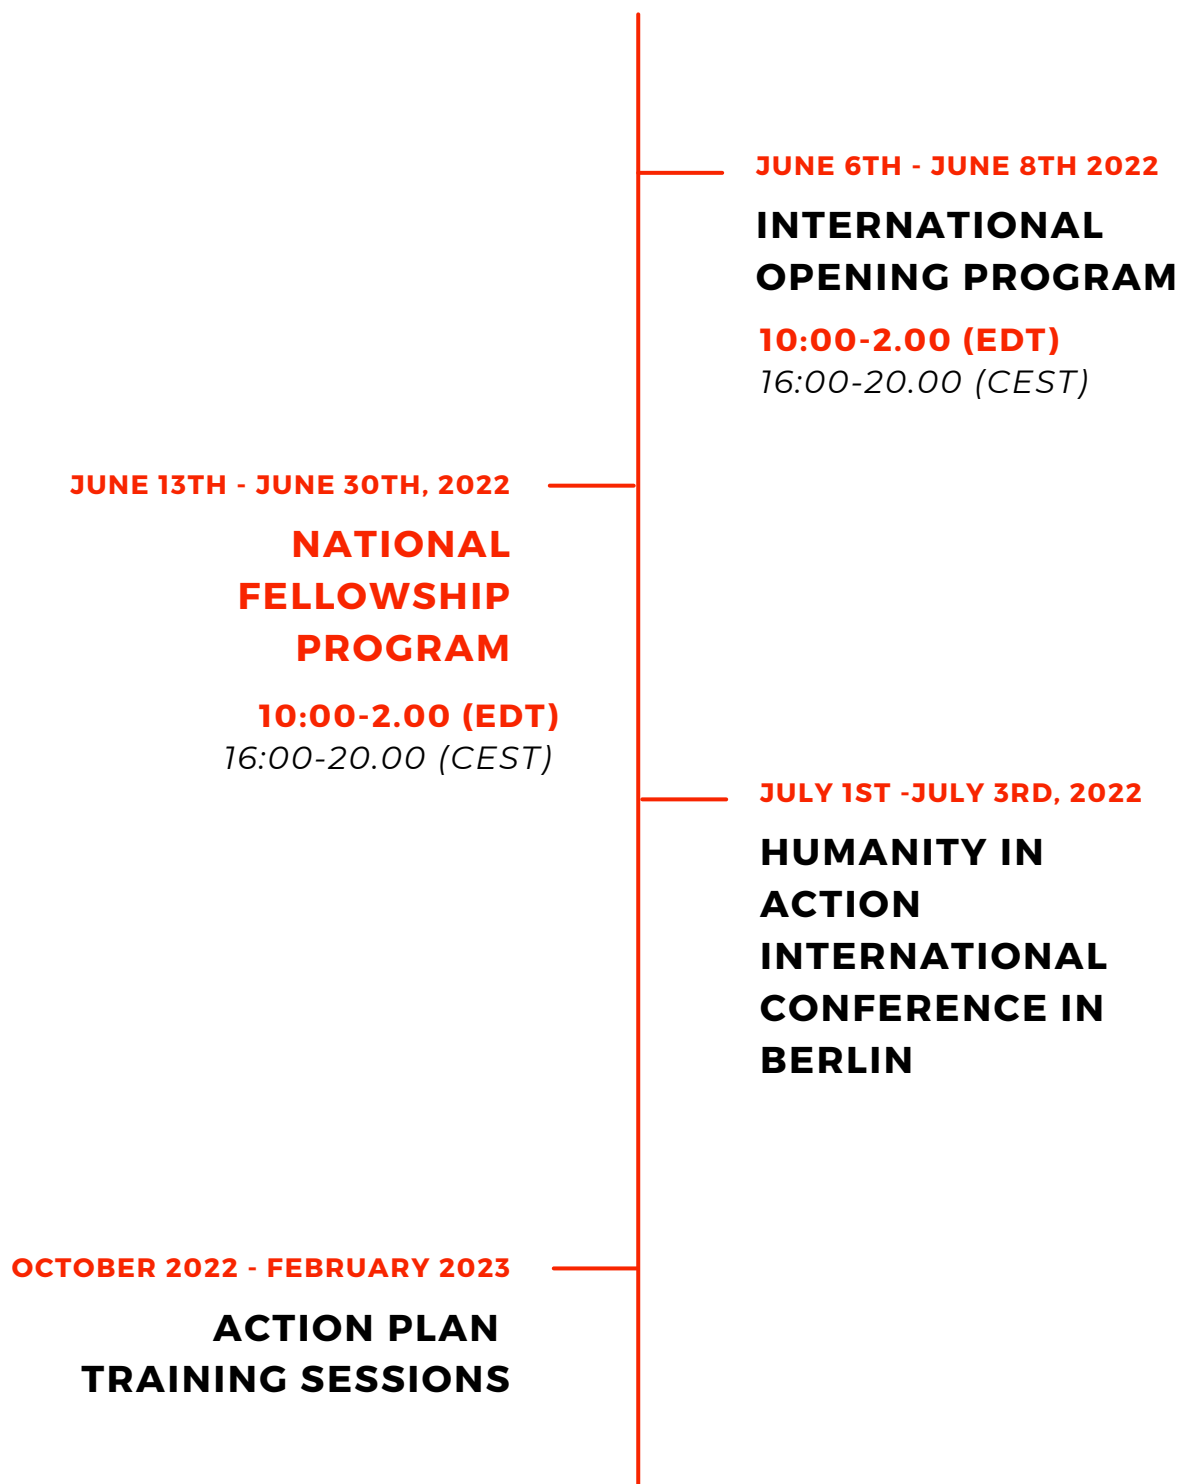 JUNE 6TH - JUNE 8TH 2022
INTERNATIONAL
OPENING PROGRAM
10:00-2.00 (EDT)
16:00-20.00 (CEST)
JUNE 13TH - JUNE 30TH, 2022
NATIONAL
FELLOWSHIP
PROGRAM
10:00-2.00 (EDT)
16:00-20.00 (CEST)
JULY 1ST -JULY 3RD, 2022
HUMANITY IN
ACTION
INTERNATIONAL
CONFERENCE IN
BERLIN
OCTOBER 2022 - FEBRUARY 2023
ACTION PLAN
TRAINING SESSIONS